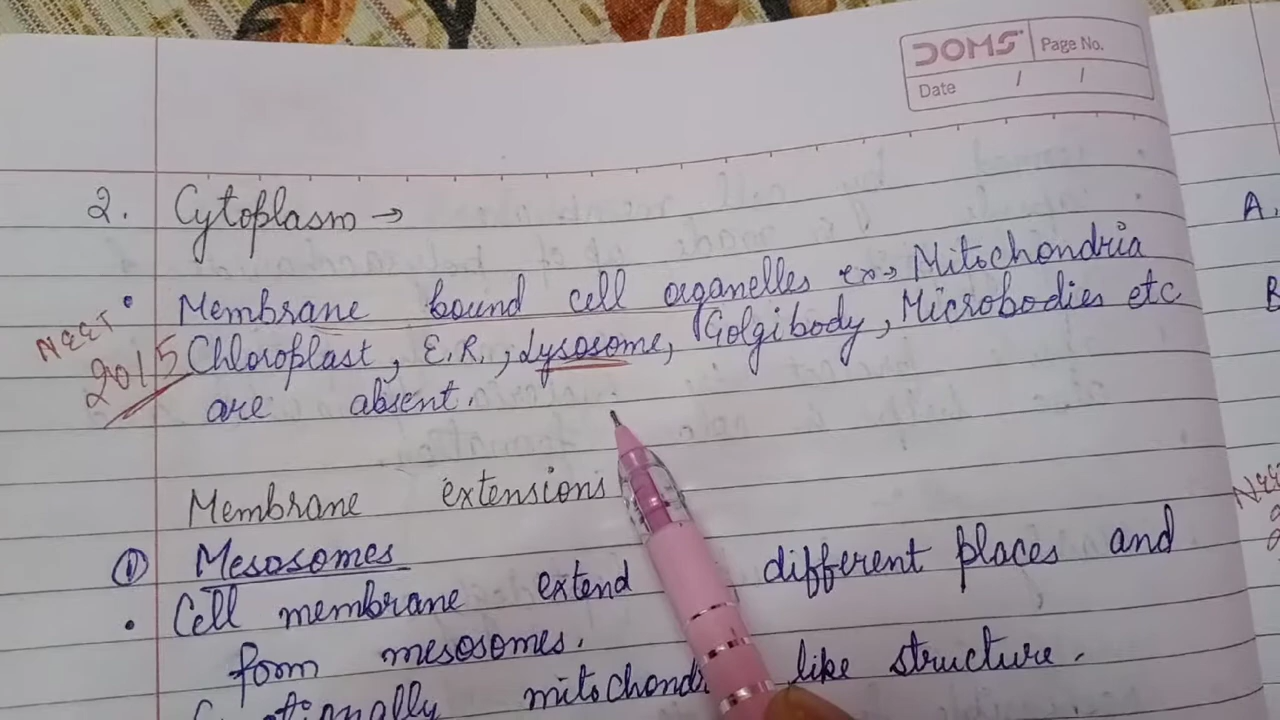 DOMS Page No.
Date / /
2. Cytoplasm →
• Membrane bound cell organelles ex→ Mitochondria
NEET 2015 Chloroplast, E.R., Lysosome, Golgibody, Microbodies etc
are absent.
Membrane extensions
① Mesosomes
• Cell membrane extend different places and
form mesosomes.
mitochond like structure.
A.
B